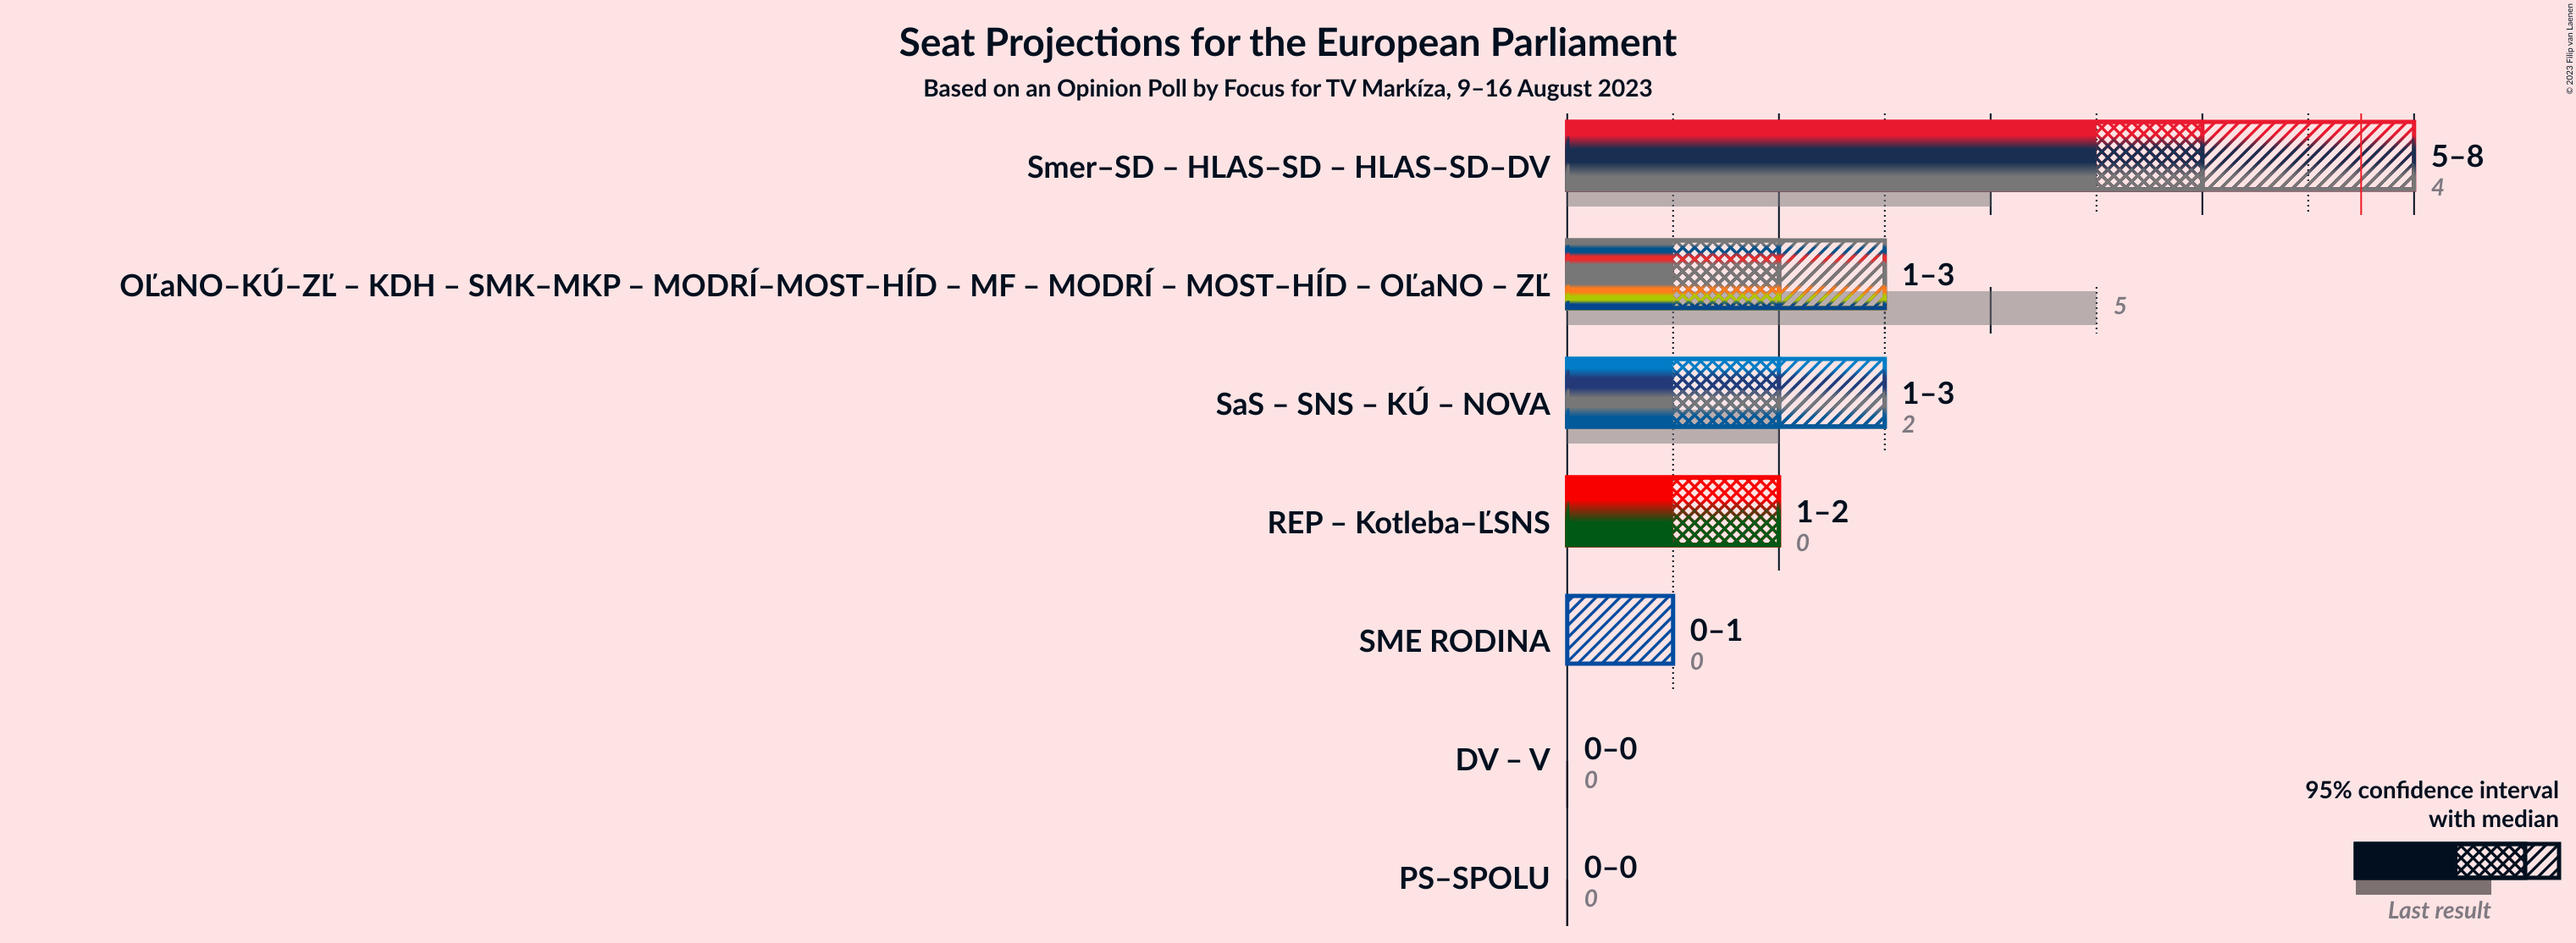 Seat Projections for the European Parliament
Based on an Opinion Poll by Focus for TV Markíza, 9–16 August 2023
© 2023 Filip van Laenen
Smer–SD – HLAS–SD – HLAS–SD–DV
5–8
4
OĽaNO–KÚ–ZĽ – KDH – SMK–MKP – MODRÍ–MOST–HÍD – MF – MODRÍ – MOST–HÍD – OĽaNO – ZĽ
1–3
5
SaS – SNS – KÚ – NOVA
1–3
2
REP – Kotleba–ĽSNS
1–2
0
SME RODINA
0–1
0
DV – V
0–0
0
PS–SPOLU
0–0
0
95% confidence interval
with median
Last result